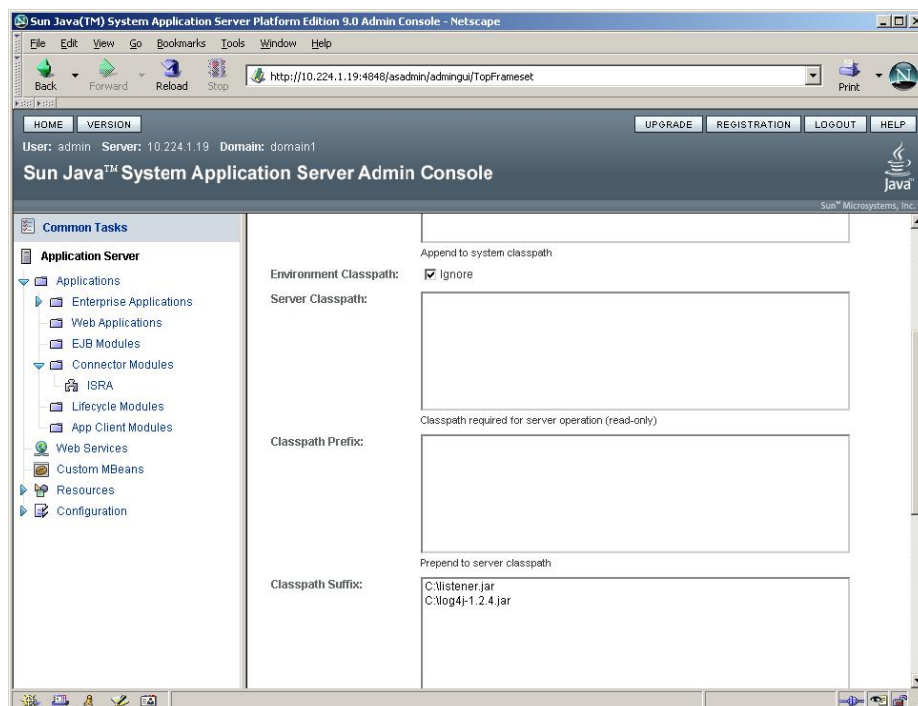 Sun Java(TM) System Application Server Platform Edition 9.0 Admin Console - Netscape
File Edit View Go Bookmarks Tools Window Help
Back Forward Reload Stop http://10.224.1.19:4848/asadmin/admingui/TopFrameset Print N
HOME VERSION UPGRADE REGISTRATION LOGOUT HELP
User: admin Server: 10.224.1.19 Domain: domain1
Sun Java™ System Application Server Admin Console
Java™
Sun™ Microsystems, Inc.
Common Tasks
Application Server
Applications
Enterprise Applications
Web Applications
EJB Modules
Connector Modules
ISRA
Lifecycle Modules
App Client Modules
Web Services
Custom MBeans
Resources
Configuration
Append to system classpath
Environment Classpath: Ignore
Server Classpath:
Classpath required for server operation (read-only)
Classpath Prefix:
Prepend to server classpath
Classpath Suffix:
C:\listener.jar
C:\log4j-1.2.4.jar